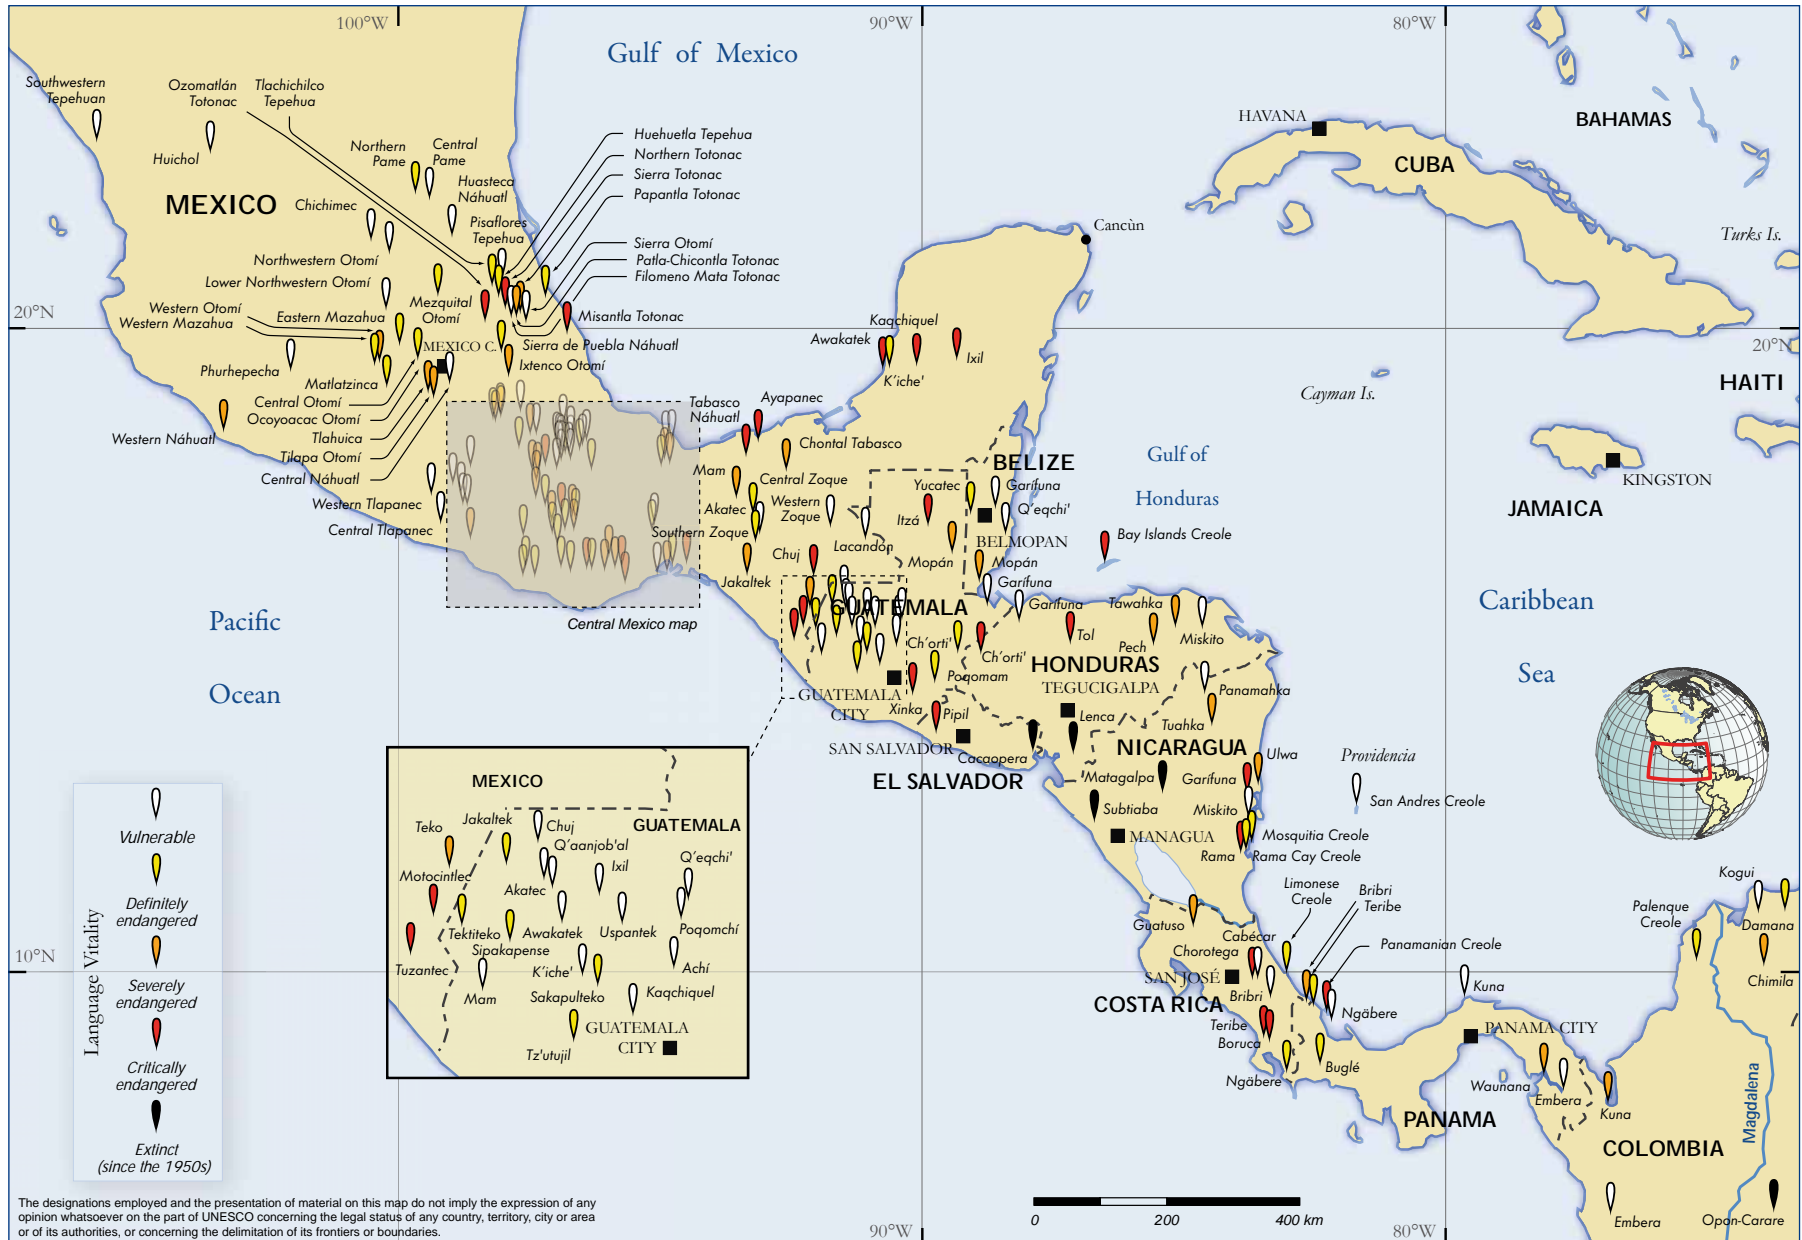 100°W
90°W
80°W
Gulf of Mexico
Southwestern
Tepehuan
Ozomatlán
Totonac
Tlachichilco
Tepehua
Huichol
Northern
Pame
Central
Pame
Huehuetla Tepehua
Northern Totonac
Sierra Totonac
Papantla Totonac
HAVANA
CUBA
BAHAMAS
MEXICO
Chichimec
Huasteca
Náhuatl
Pisaflores
Tepehua
Sierra Otomí
Patla-Chicontla Totonac
Filomeno Mata Totonac
Cancùn
Turks Is.
Northwestern Otomí
Lower Northwestern Otomí
Western Otomí
Western Mazahua
Eastern Mazahua
Mezquital
Otomí
Misantla Totonac
20°N
20°N
MEXICO C.
Sierra de Puebla Náhuatl
Ixtenco Otomí
Awakatek
Kaqchiquel
K'iche'
Ixil
Phurhepecha
Matlatzinca
Central Otomí
Ocoyoacac Otomí
Tlahuica
Tilapa Otomí
Central Náhuatl
Western Náhuatl
Western Tlapanec
Central Tlapanec
Cayman Is.
HAITI
Tabasco
Náhuatl
Ayapanec
Chontal Tabasco
Mam
Central Zoque
Akatec
Western
Zoque
Southern Zoque
Jakaltek
Chuj
Lacandón
Yucatec
Itzá
Mopán
BELIZE
Garífuna
Q'eqchi'
BELMOPAN
Mopán
Garífuna
Gulf of
Honduras
Bay Islands Creole
KINGSTON
JAMAICA
Pacific
Ocean
Central Mexico map
GUATEMALA
Garífuna
Tawahka
Tol
Pech
Miskito
Caribbean
Sea
Ch'orti'
Ch'orti'
HONDURAS
TEGUCIGALPA
Poqomam
GUATEMALA
CITY
Xinka
Pipil
Panamahka
Tuahka
SAN SALVADOR
Lenca
Cacaopera
EL SALVADOR
NICARAGUA
Ulwa
Matagalpa
Garífuna
Subtiaba
Miskito
MANAGUA
Mosquitia Creole
Rama
Rama Cay Creole
Providencia
San Andres Creole
MEXICO
GUATEMALA
Teko
Jakaltek
Chuj
Q'aanjob'al
Ixil
Q'eqchi'
Motocintlec
Akatec
Tektiteko
Awakatek
Uspantek
Poqomchí
Sipakapense
Tuzantec
K'iche'
Achí
Mam
Sakapulteko
Kaqchiquel
Tz'utujil
GUATEMALA
CITY
Language Vitality
Vulnerable
Definitely
endangered
Severely
endangered
Critically
endangered
Extinct
(since the 1950s)
10°N
Guatuso
Limonese
Creole
Bribri
Teribe
Cabécar
Chorotega
Panamanian Creole
SAN JOSÉ
COSTA RICA
Bribri
Ngäbere
Teribe
Boruca
Ngäbere
Buglé
Kuna
PANAMA CITY
Waunana
Embera
Kuna
PANAMA
Kogui
Palenque
Creole
Damana
Chimila
Magdalena
COLOMBIA
Embera
Opon-Carare
The designations employed and the presentation of material on this map do not imply the expression of any
opinion whatsoever on the part of UNESCO concerning the legal status of any country, territory, city or area
or of its authorities, or concerning the delimitation of its frontiers or boundaries.
0 200 400 km
90°W
80°W